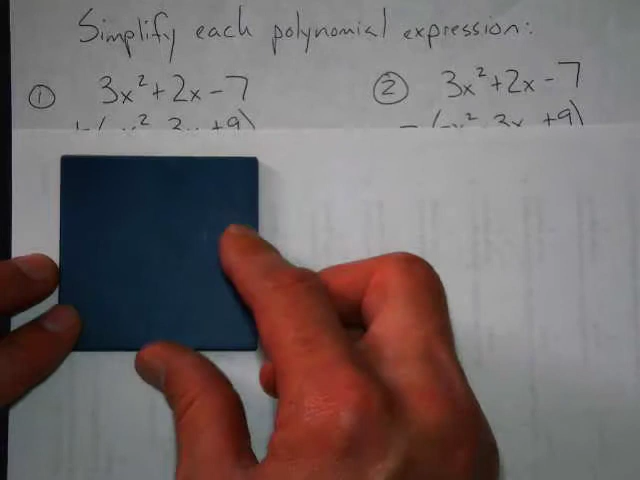 Simplify each polynomial expression:
① 3x²+2x-7 ② 3x²+2x-7